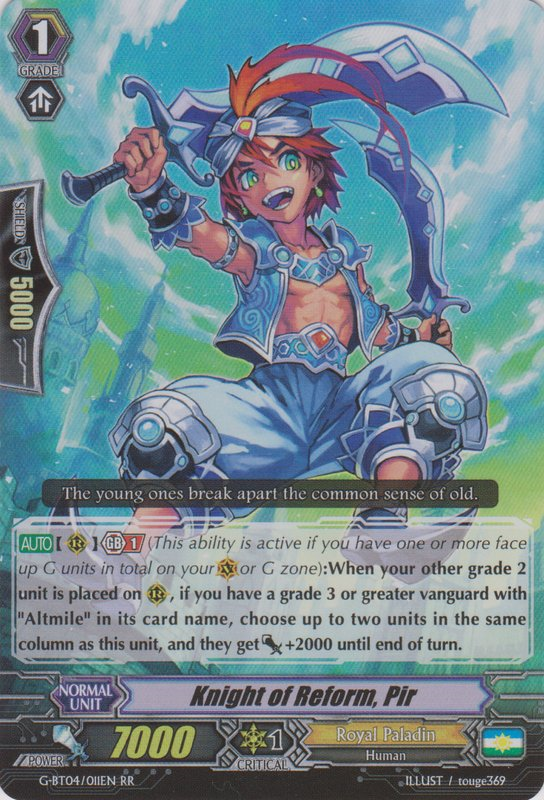 1
GRADE
SHIELD
5000
The young ones break apart the common sense of old.
AUTO [ R ] GB 1 (This ability is active if you have one or more face
up G units in total on your V or G zone):When your other grade 2
unit is placed on R, if you have a grade 3 or greater vanguard with
"Altmile" in its card name, choose up to two units in the same
column as this unit, and they get +2000 until end of turn.
NORMAL
UNIT
Knight of Reform, Pir
POWER
7000
1
CRITICAL
Royal Paladin
Human
G-BT04/011EN RR
ILLUST / touge369